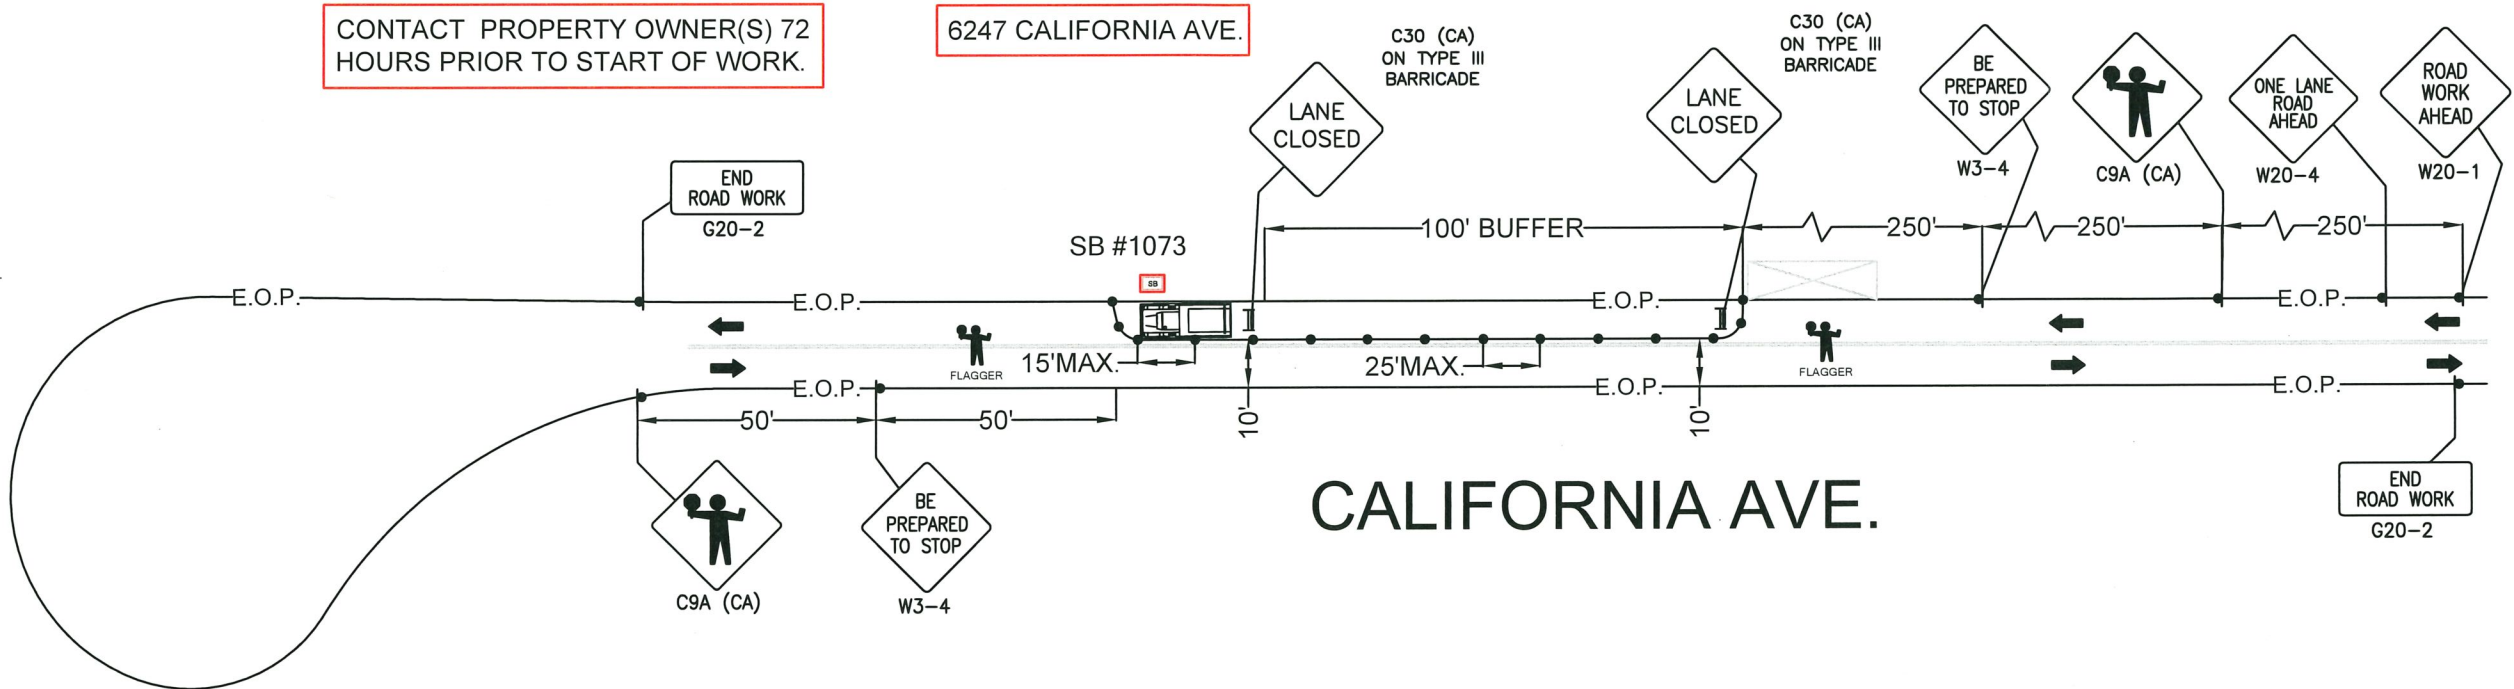 CONTACT PROPERTY OWNER(S) 72
HOURS PRIOR TO START OF WORK.
6247 CALIFORNIA AVE.
C30 (CA)
ON TYPE III
BARRICADE
C30 (CA)
ON TYPE III
BARRICADE
LANE
CLOSED
LANE
CLOSED
BE
PREPARED
TO STOP
W3-4
C9A (CA)
ONE LANE
ROAD
AHEAD
W20-4
ROAD
WORK
AHEAD
W20-1
END
ROAD WORK
G20-2
SB #1073
SB
100' BUFFER
250'
250'
250'
E.O.P.
E.O.P.
E.O.P.
E.O.P.
FLAGGER
15'MAX.
25'MAX.
FLAGGER
E.O.P.
E.O.P.
E.O.P.
50'
50'
10'
10'
C9A (CA)
BE
PREPARED
TO STOP
W3-4
CALIFORNIA AVE.
END
ROAD WORK
G20-2